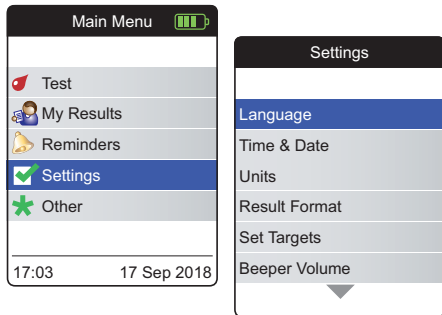 Main Menu
Test
My Results
Reminders
Settings
Other
17:03 17 Sep 2018
Settings
Language
Time & Date
Units
Result Format
Set Targets
Beeper Volume